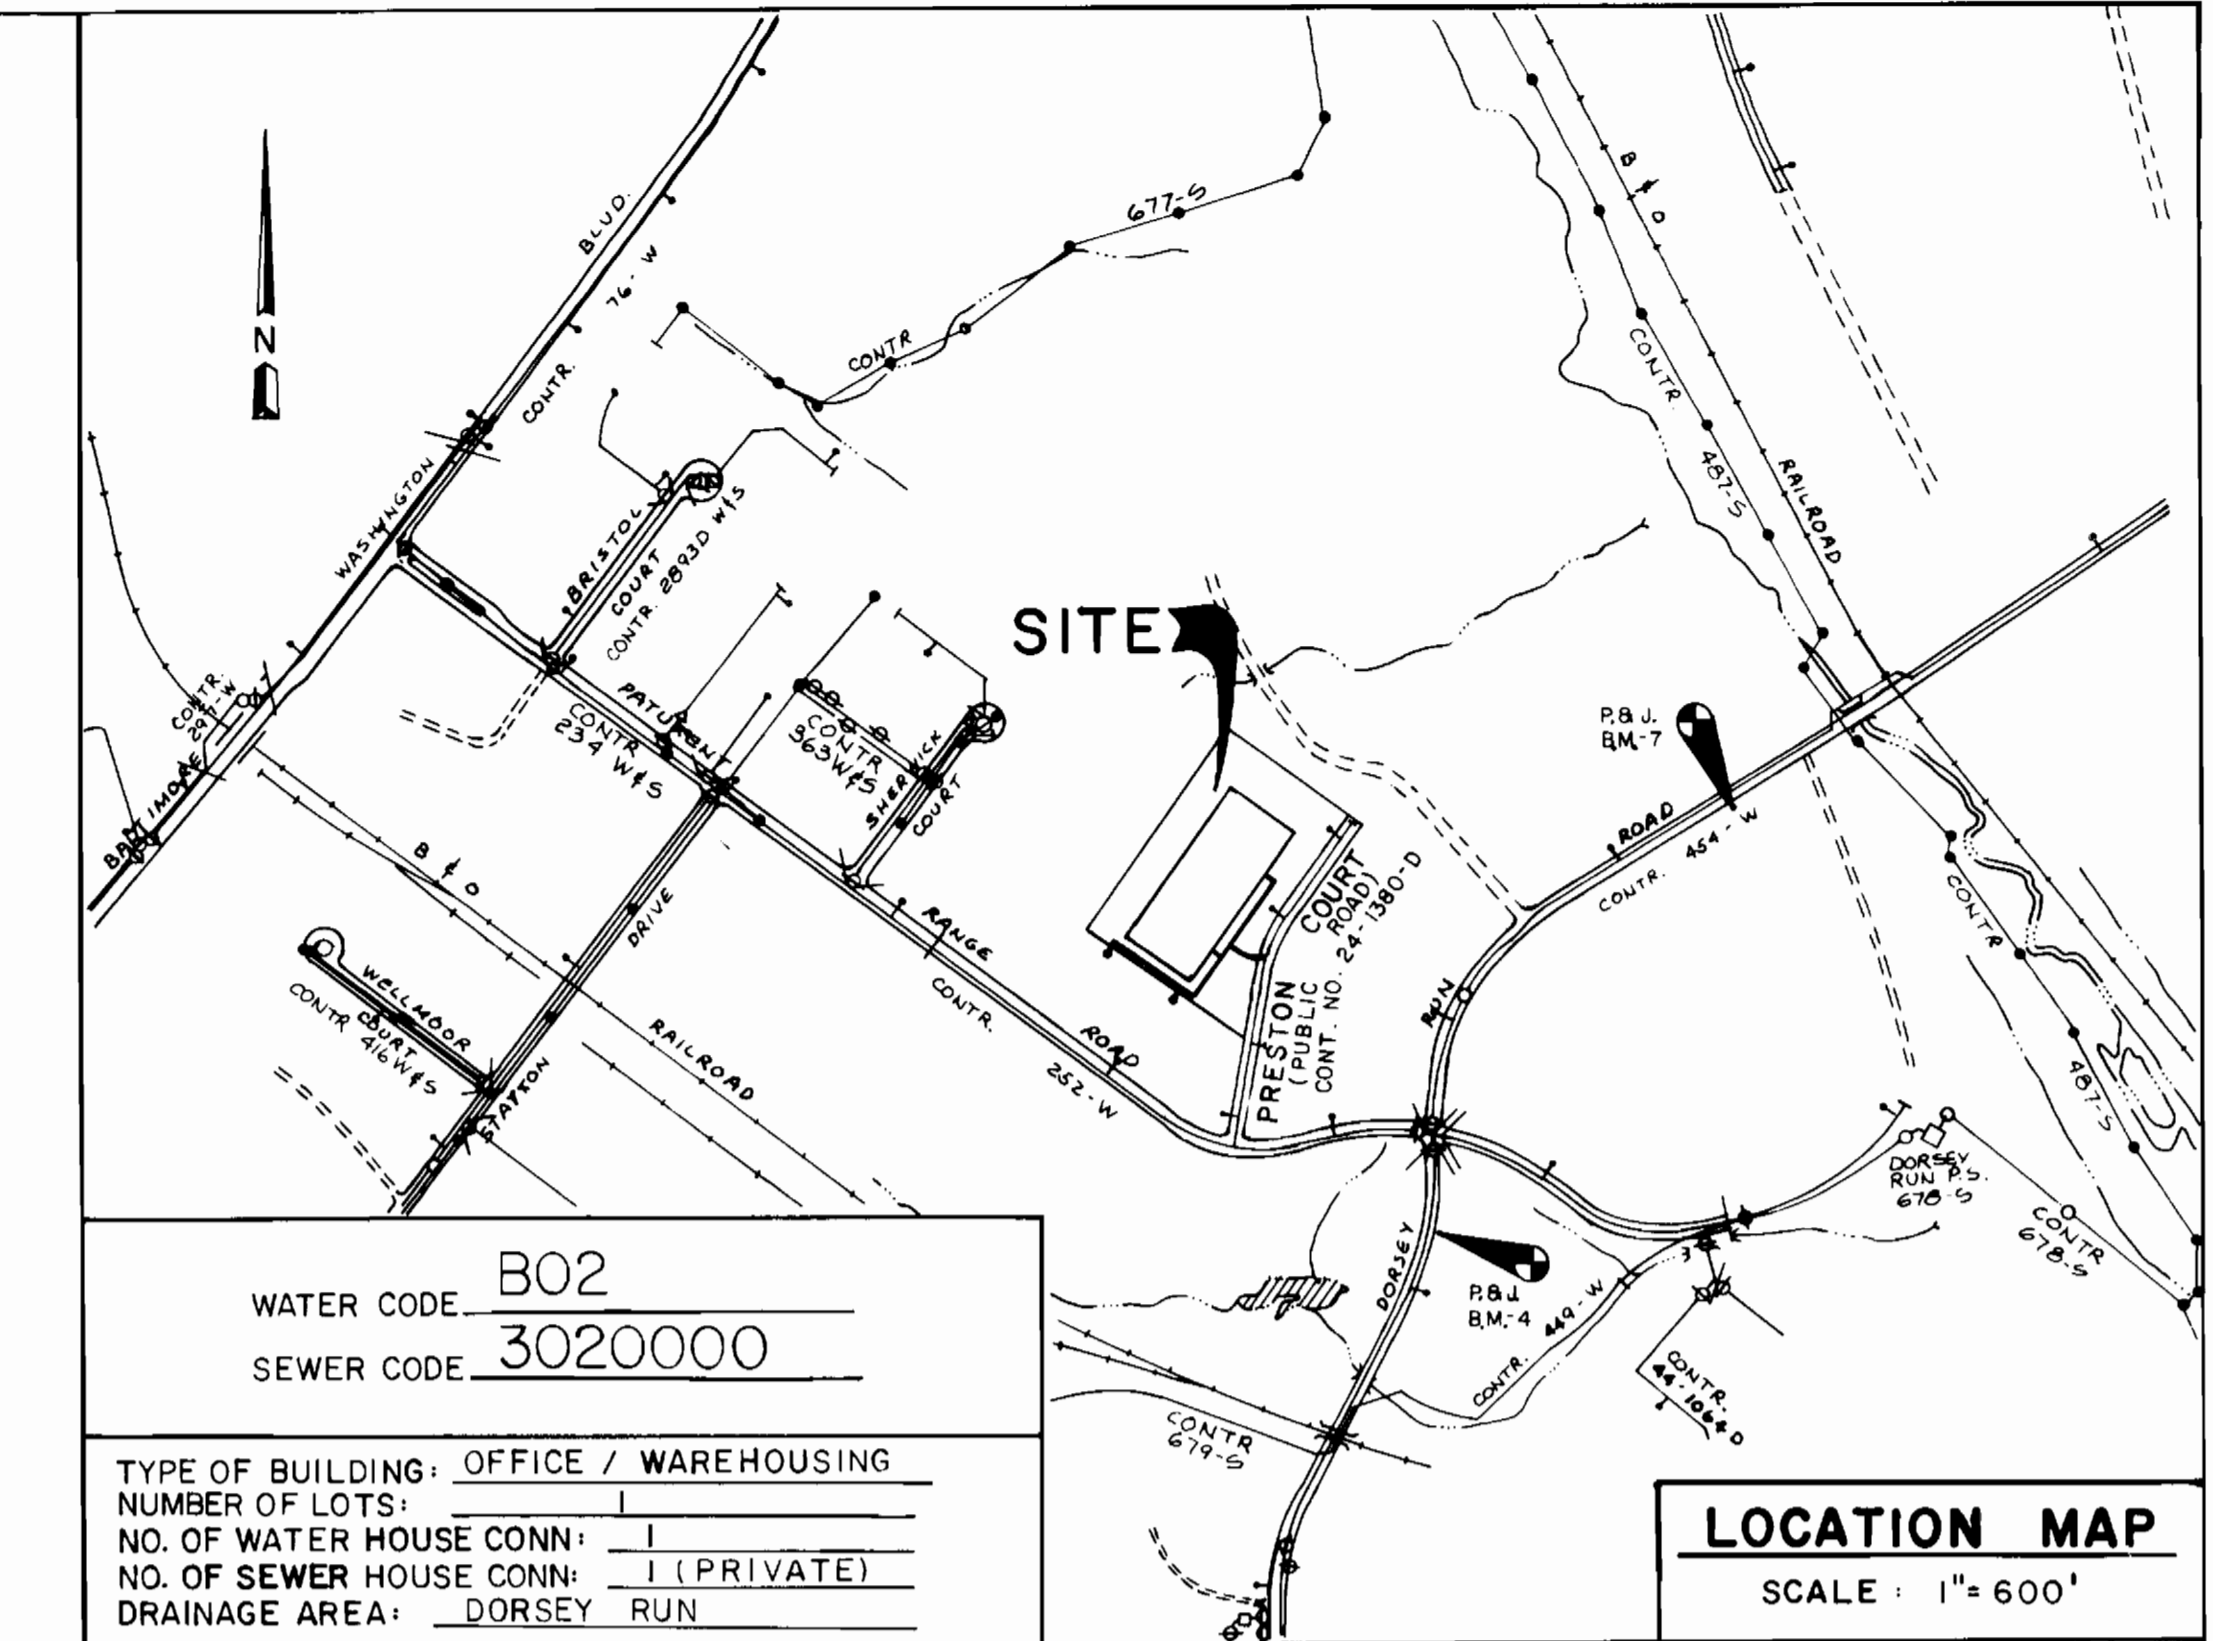 BLVD.
WASHINGTON
BALTIMORE
CONTR. 76-W
N
677-S
CONTR
B & O
RAILROAD
CONTR.
487-S
BRISTOL
COURT
CONTR. 2893D W&S
SITE
CONTR.
297-W
PATUXENT
RANGE
ROAD
CONTR
234 W&S
CONTR
363 W&S
SHERWICK
COURT
P.& J.
B.M.-7
ROAD
CONTR. 454-W
B & O
RAILROAD
DRIVE
STAYTON
WELLMOOR
COURT
CONTR 416 W&S
CONTR.
252-W
PRESTON COURT
(PUBLIC ROAD)
CONT. NO. 24-1380-D
RUN
DORSEY
CONTR
487-S
DORSEY
RUN P.S.
678-S
CONTR
678-S
P.& J.
B.M.-4
CONTR. 449-W
CONTR.
44-1064 D
CONTR
679-S
WATER CODE B02
SEWER CODE 3020000
TYPE OF BUILDING: OFFICE / WAREHOUSING
NUMBER OF LOTS: 1
NO. OF WATER HOUSE CONN: 1
NO. OF SEWER HOUSE CONN: 1 (PRIVATE)
DRAINAGE AREA: DORSEY RUN
LOCATION MAP
SCALE : 1"= 600'